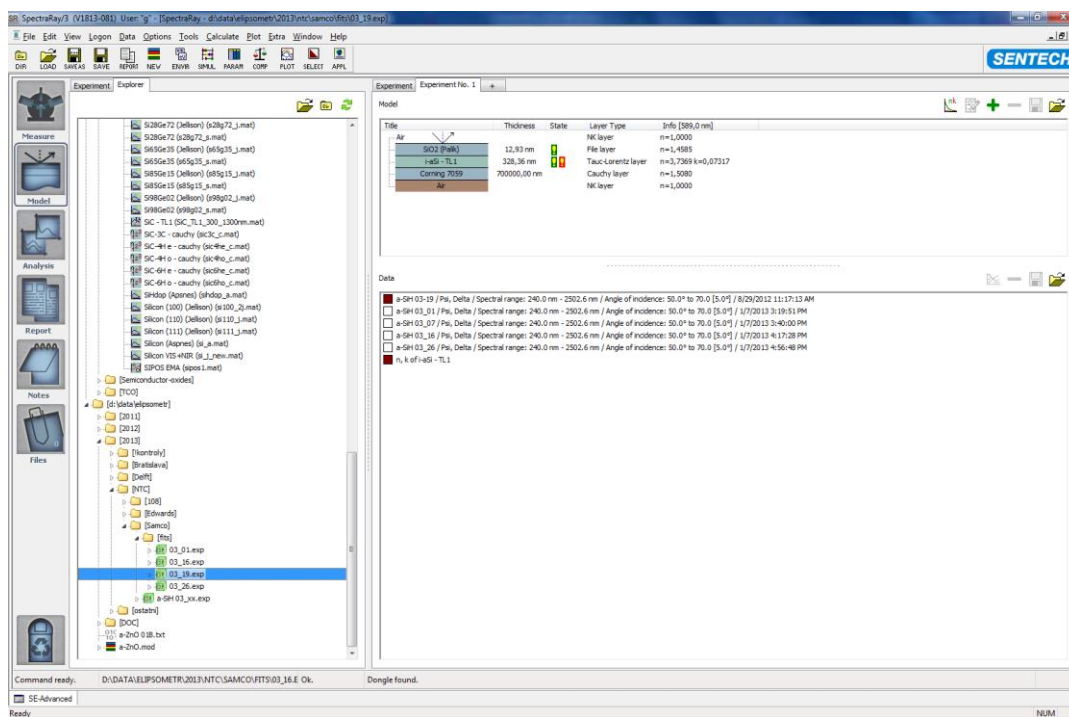 SR SpectraRay/3 (V1813-081) User: "g" - [SpectraRay - d:\data\elipsometr\2013\ntc\samco\fits\03_19.exp]
File Edit View Logon Data Options Tools Calculate Plot Extra Window Help
DIR LOAD SAVEAS SAVE REPORT NEW ENVIR SIMUL PARAM COMP PLOT SELECT APPL
SENTECH
Experiment Explorer
Experiment Experiment No. 1 +
Measure
Model
Analysis
Report
Notes
Files
0
Si28Ge72 (Jellison) (s28g72_j.mat)
Si28Ge72 (s28g72_s.mat)
Si65Ge35 (Jellison) (s65g35_j.mat)
Si65Ge35 (s65g35_s.mat)
Si85Ge15 (Jellison) (s85g15_j.mat)
Si85Ge15 (s85g15_s.mat)
Si98Ge02 (Jellison) (s98g02_j.mat)
Si98Ge02 (s98g02_s.mat)
SiC - TL1 (SiC_TL1_300_1300nm.mat)
SiC-3C - cauchy (sic3c_c.mat)
SiC-4H e - cauchy (sic4he_c.mat)
SiC-4H o - cauchy (sic4ho_c.mat)
SiC-6H e - cauchy (sic6he_c.mat)
SiC-6H o - cauchy (sic6ho_c.mat)
SiHdop (Apsnes) (sihdop_a.mat)
Silicon (100) (Jellison) (si100_2j.mat)
Silicon (110) (Jellison) (si110_j.mat)
Silicon (111) (Jellison) (si111_j.mat)
Silicon (Aspnes) (si_a.mat)
Silicon VIS+NIR (si_j_new.mat)
SIPOS EMA (sipos1.mat)
[Semiconductor-oxides]
[TCO]
[d:\data\elipsometr]
[2011]
[2012]
[2013]
[!kontroly]
[Bratislava]
[Delft]
[NTC]
[108]
[Edwards]
[Samco]
[fits]
03_01.exp
03_16.exp
03_19.exp
03_26.exp
a-SiH 03_xx.exp
[ostatni]
[DOC]
a-ZnO 01B.txt
a-ZnO.mod
Model
Title Thickness State Layer Type Info [589,0 nm]
Air NK layer n=1,0000
SiO2 (Palik) 12,93 nm File layer n=1,4585
i-aSi - TL1 328,36 nm Tauc-Lorentz layer n=3,7369 k=0,07317
Corning 7059 700000,00 nm Cauchy layer n=1,5080
Air NK layer n=1,0000
Data
a-SiH 03-19 / Psi, Delta / Spectral range: 240.0 nm - 2502.6 nm / Angle of incidence: 50.0° to 70.0 [5.0°] / 8/29/2012 11:17:13 AM
a-SiH 03_01 / Psi, Delta / Spectral range: 240.0 nm - 2502.6 nm / Angle of incidence: 50.0° to 70.0 [5.0°] / 1/7/2013 3:19:51 PM
a-SiH 03_07 / Psi, Delta / Spectral range: 240.0 nm - 2502.6 nm / Angle of incidence: 50.0° to 70.0 [5.0°] / 1/7/2013 3:40:00 PM
a-SiH 03_16 / Psi, Delta / Spectral range: 240.0 nm - 2502.6 nm / Angle of incidence: 50.0° to 70.0 [5.0°] / 1/7/2013 4:17:28 PM
a-SiH 03_26 / Psi, Delta / Spectral range: 240.0 nm - 2502.6 nm / Angle of incidence: 50.0° to 70.0 [5.0°] / 1/7/2013 4:56:48 PM
n, k of i-aSi - TL1
Command ready. D:\DATA\ELIPSOMETR\2013\NTC\SAMCO\FITS\03_16.E Ok. Dongle found.
SE-Advanced
Ready NUM